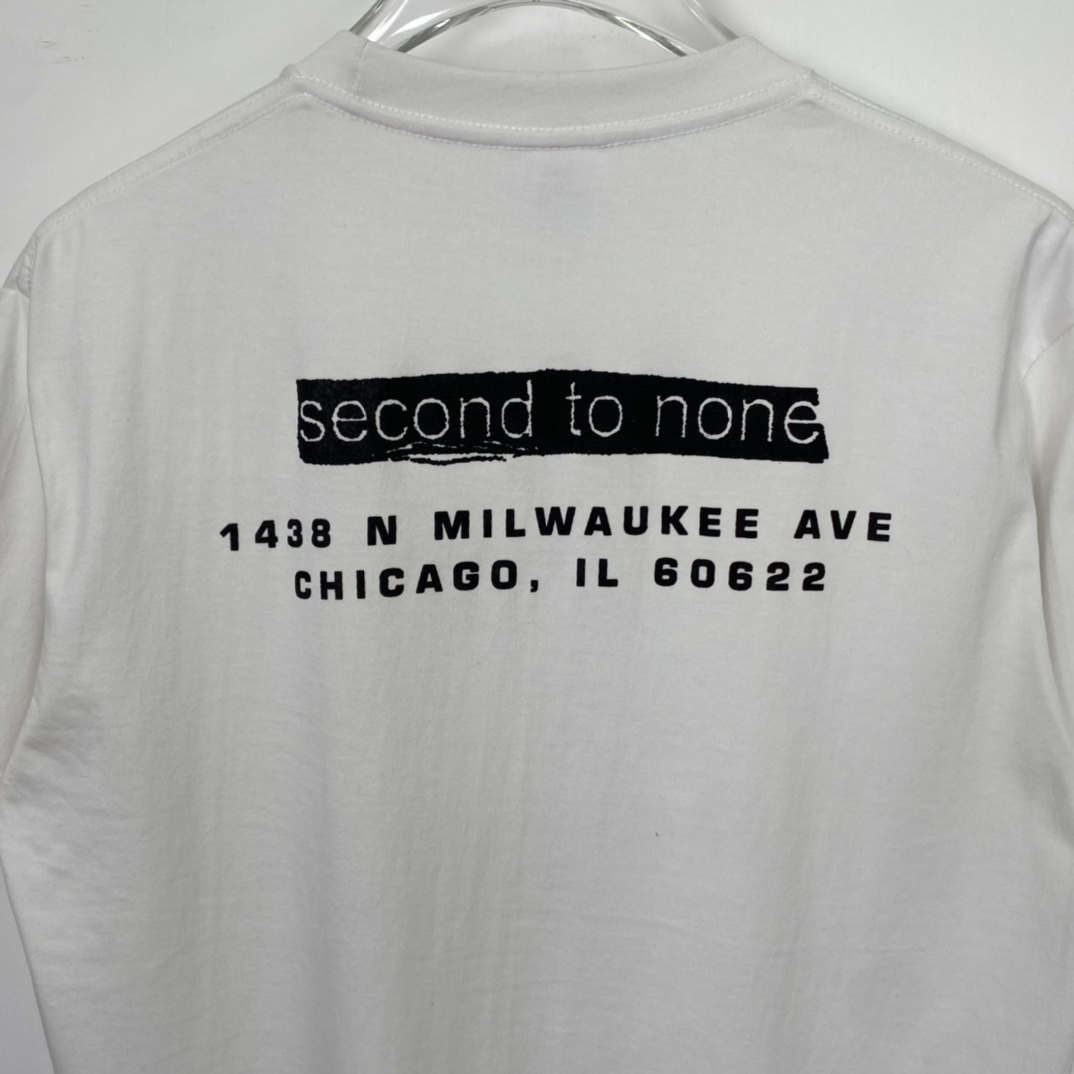 second to none
1438 N MILWAUKEE AVE
CHICAGO, IL 60622